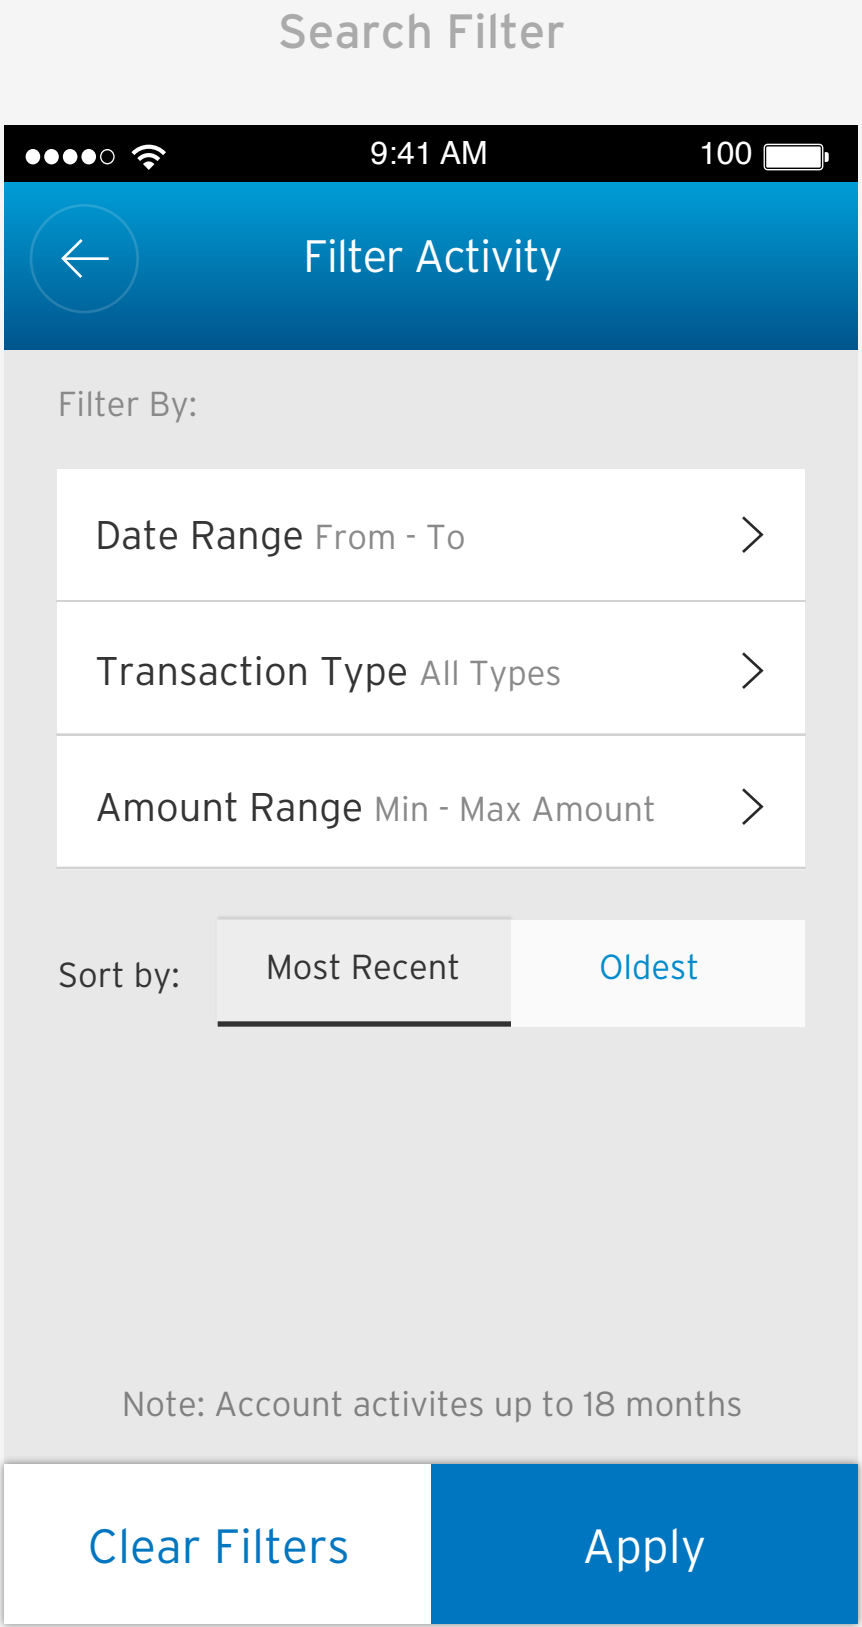 Search Filter
9:41 AM 100
Filter Activity
Filter By:
Date Range From - To
Transaction Type All Types
Amount Range Min - Max Amount
Sort by: Most Recent Oldest
Note: Account activites up to 18 months
Clear Filters Apply